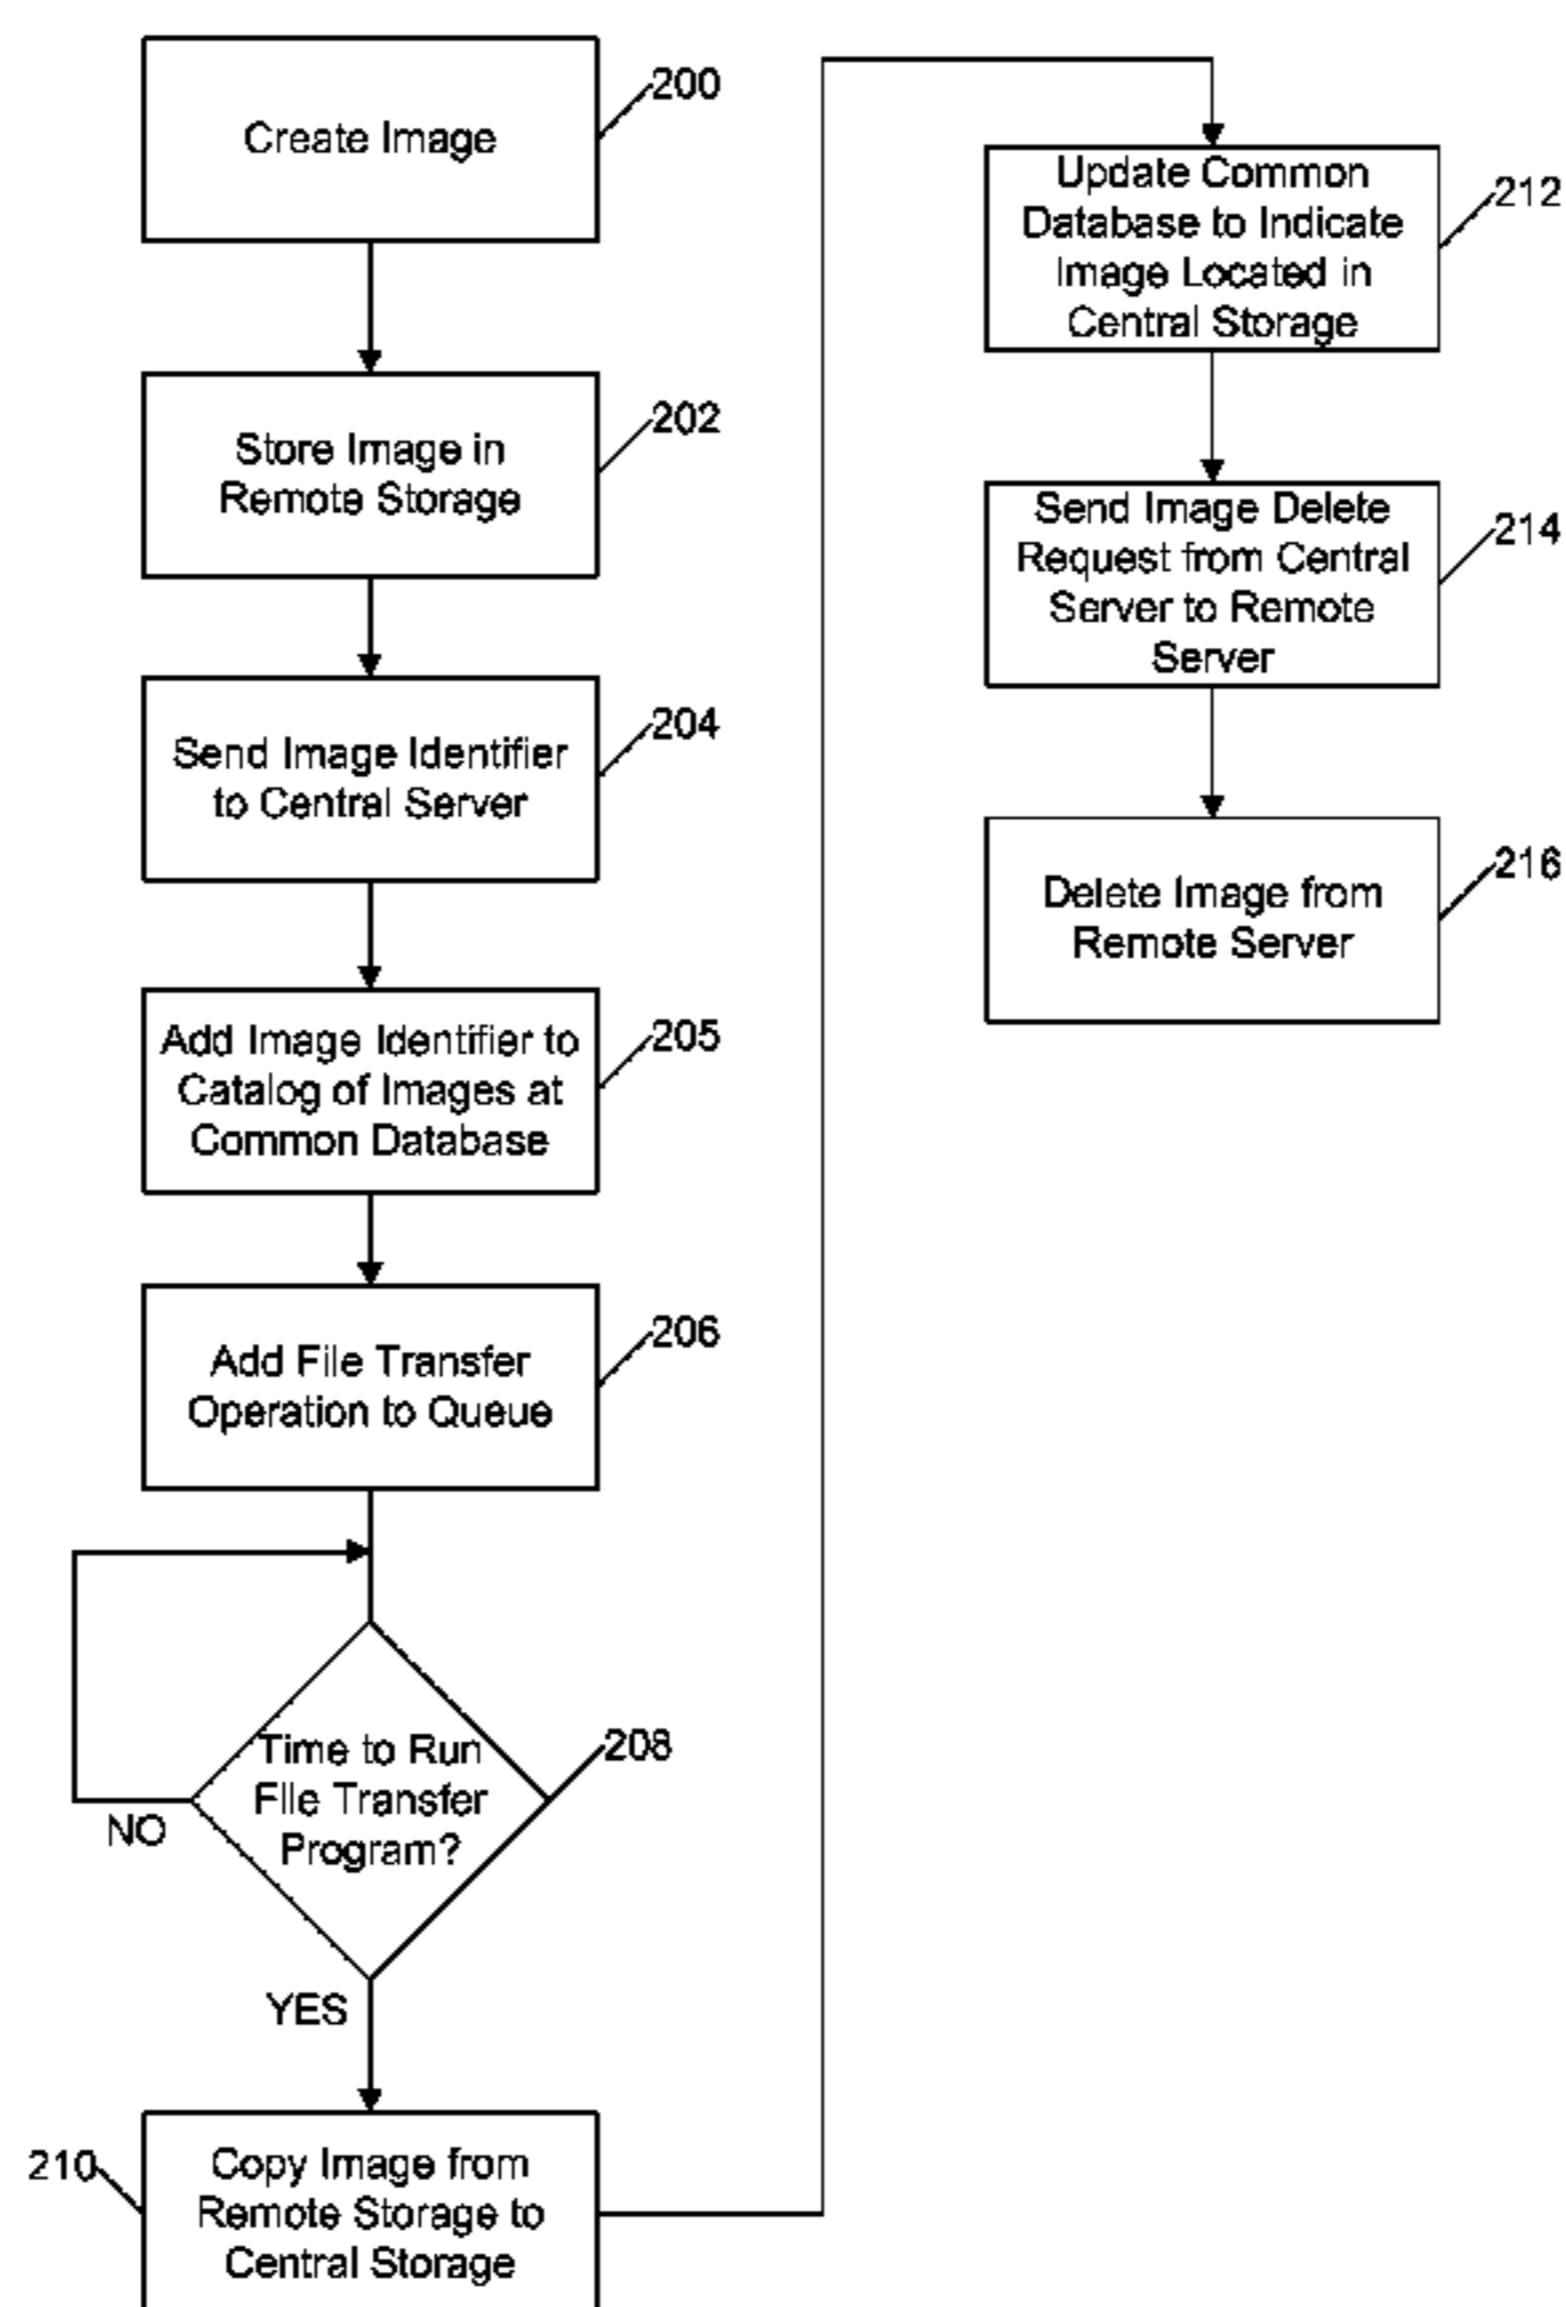 Create Image
200
Store Image in
Remote Storage
202
Send Image Identifier
to Central Server
204
Add Image Identifier to
Catalog of Images at
Common Database
205
Add File Transfer
Operation to Queue
206
Time to Run
File Transfer
Program?
208
NO
YES
210
Copy Image from
Remote Storage to
Central Storage
Update Common
Database to Indicate
Image Located in
Central Storage
212
Send Image Delete
Request from Central
Server to Remote
Server
214
Delete Image from
Remote Server
216